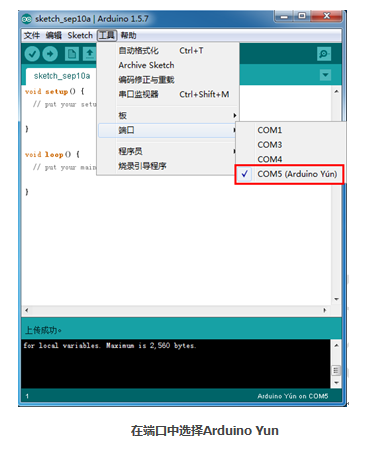 sketch_sep10a | Arduino 1.5.7
文件 编辑 Sketch 工具 帮助
自动格式化 Ctrl+T
Archive Sketch
编码修正与重载
串口监视器 Ctrl+Shift+M
板
端口
程序员
烧录引导程序
COM1
COM3
COM4
COM5 (Arduino Yún)
sketch_sep10a
void setup() {
// put your setu
}
void loop() {
// put your main
}
上传成功。
for local variables. Maximum is 2,560 bytes.
1 Arduino Yún on COM5
在端口中选择Arduino Yun